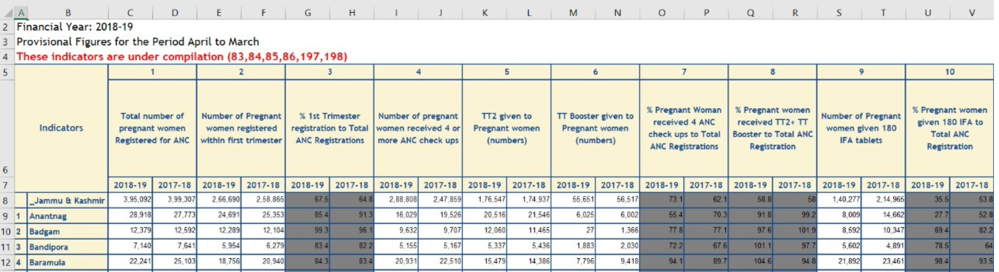 A B C D E F G H I J K L M N O P Q R S T U V
2 Financial Year: 2018-19
3 Provisional Figures for the Period April to March
4 These indicators are under compilation (83,84,85,86,197,198)
5 1 2 3 4 5 6 7 8 9 10
6 Indicators
Total number of
pregnant women
Registered for ANC
Number of Pregnant
women registered
within first trimester
% 1st Trimester
registration to Total
ANC Registrations
Number of pregnant
women received 4 or
more ANC check ups
TT2 given to
Pregnant women
(numbers)
TT Booster given to
Pregnant women
(numbers)
% Pregnant Woman
received 4 ANC
check ups to Total
ANC Registrations
% Pregnant women
received TT2+ TT
Booster to Total ANC
Registration
Number of Pregnant
women given 180
IFA tablets
% Pregnant women
given 180 IFA to
Total ANC
Registration
7 2018-19 2017-18 2018-19 2017-18 2018-19 2017-18 2018-19 2017-18 2018-19 2017-18 2018-19 2017-18 2018-19 2017-18 2018-19 2017-18 2018-19 2017-18 2018-19 2017-18
8 _Jammu & Kashmir 3,95,092 3,99,307 2,66,690 2,58,865 67.5 64.8 2,88,808 2,47,859 1,76,547 1,74,937 55,651 56,517 73.1 62.1 58.8 58 1,40,277 2,14,965 35.5 53.8
9 1 Anantnag 28,918 27,773 24,691 25,353 85.4 91.3 16,029 19,526 20,516 21,546 6,025 6,002 55.4 70.3 91.8 99.2 8,009 14,662 27.7 52.8
10 2 Badgam 12,379 12,592 12,289 12,104 99.3 96.1 9,632 9,707 12,060 11,465 27 1,366 77.8 77.1 97.6 101.9 8,592 10,347 69.4 82.2
11 3 Bandipora 7,140 7,641 5,954 6,279 83.4 82.2 5,155 5,167 5,337 5,436 1,883 2,030 72.2 67.6 101.1 97.7 5,602 4,891 78.5 64
12 4 Baramula 22,241 25,103 18,756 20,940 84.3 83.4 20,931 22,510 15,479 14,386 7,796 9,418 94.1 89.7 104.6 94.8 21,892 23,461 98.4 93.5